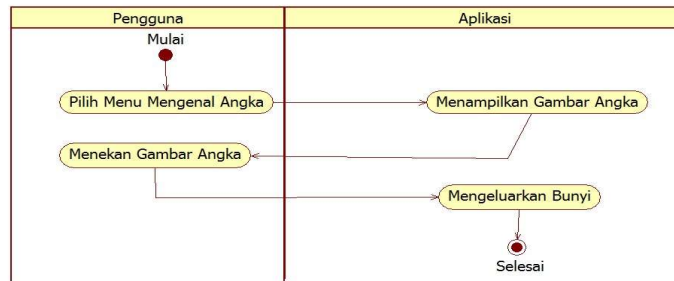 Pengguna
Aplikasi
Mulai
Pilih Menu Mengenal Angka
Menampilkan Gambar Angka
Menekan Gambar Angka
Mengeluarkan Bunyi
Selesai